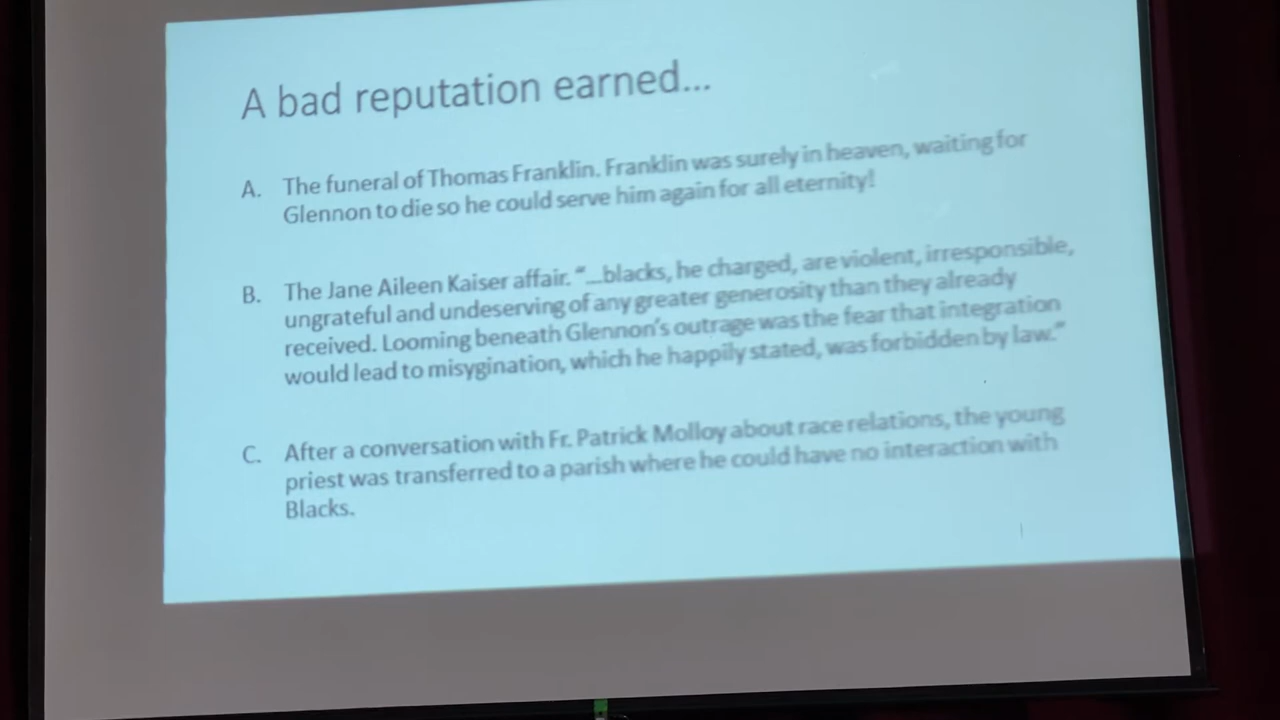 A bad reputation earned...
A. The funeral of Thomas Franklin. Franklin was surely in heaven, waiting for
Glennon to die so he could serve him again for all eternity!
B. The Jane Aileen Kaiser affair. “...blacks, he charged, are violent, irresponsible,
ungrateful and undeserving of any greater generosity than they already
received. Looming beneath Glennon's outrage was the fear that integration
would lead to misygination, which he happily stated, was forbidden by law.”
C. After a conversation with Fr. Patrick Molloy about race relations, the young
priest was transferred to a parish where he could have no interaction with
Blacks.